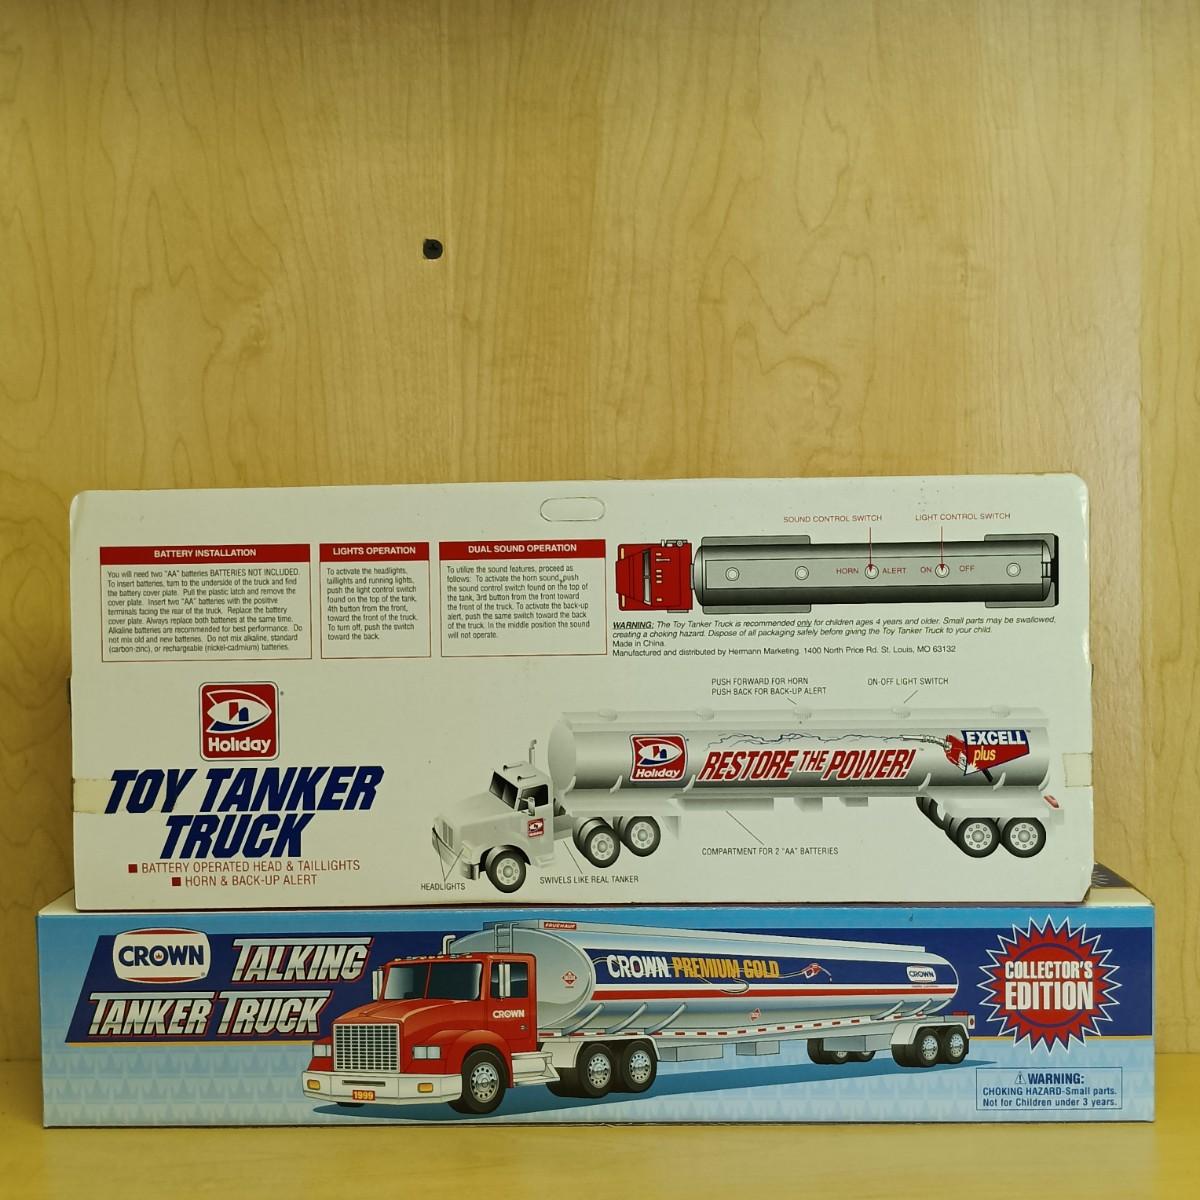 SOUND CONTROL SWITCH
LIGHT CONTROL SWITCH
BATTERY INSTALLATION
You will need two "AA" batteries BATTERIES NOT INCLUDED.
To insert batteries, turn to the underside of the truck and find
the battery cover plate. Pull the plastic latch and remove the
cover plate. Insert two "AA" batteries with the positive
terminals facing the rear of the truck. Replace the battery
cover plate. Always replace both batteries at the same time.
Alkaline batteries are recommended for best performance. Do
not mix old and new batteries. Do not mix alkaline, standard
(carbon-zinc), or rechargeable (nickel-cadmium) batteries.
LIGHTS OPERATION
To activate the headlights,
taillights and running lights,
push the light control switch
found on the top of the tank,
4th button from the front,
toward the front of the truck.
To turn off, push the switch
toward the back.
DUAL SOUND OPERATION
To utilize the sound features, proceed as
follows: To activate the horn sound, push
the sound control switch found on the top of
the tank, 3rd button from the front toward
the front of the truck. To activate the back-up
alert, push the same switch toward the back
of the truck. In the middle position the sound
will not operate.
HORN ALERT ON OFF
WARNING: The Toy Tanker Truck is recommended only for children ages 4 years and older. Small parts may be swallowed,
creating a choking hazard. Dispose of all packaging safely before giving the Toy Tanker Truck to your child.
Made in China.
Manufactured and distributed by Hermann Marketing. 1400 North Price Rd. St. Louis, MO 63132
Holiday
TOY TANKER
TRUCK
■ BATTERY OPERATED HEAD & TAILLIGHTS
■ HORN & BACK-UP ALERT
PUSH FORWARD FOR HORN
PUSH BACK FOR BACK-UP ALERT
ON-OFF LIGHT SWITCH
Holiday
RESTORE THE POWER!™
EXCELL
plus
COMPARTMENT FOR 2 "AA" BATTERIES
HEADLIGHTS
SWIVELS LIKE REAL TANKER
CROWN
TALKING
TANKER TRUCK
FRUEHAUF
CROWN PREMIUM GOLD
CROWN
CROWN
1999
COLLECTOR'S
EDITION
⚠WARNING:
CHOKING HAZARD-Small parts.
Not for Children under 3 years.